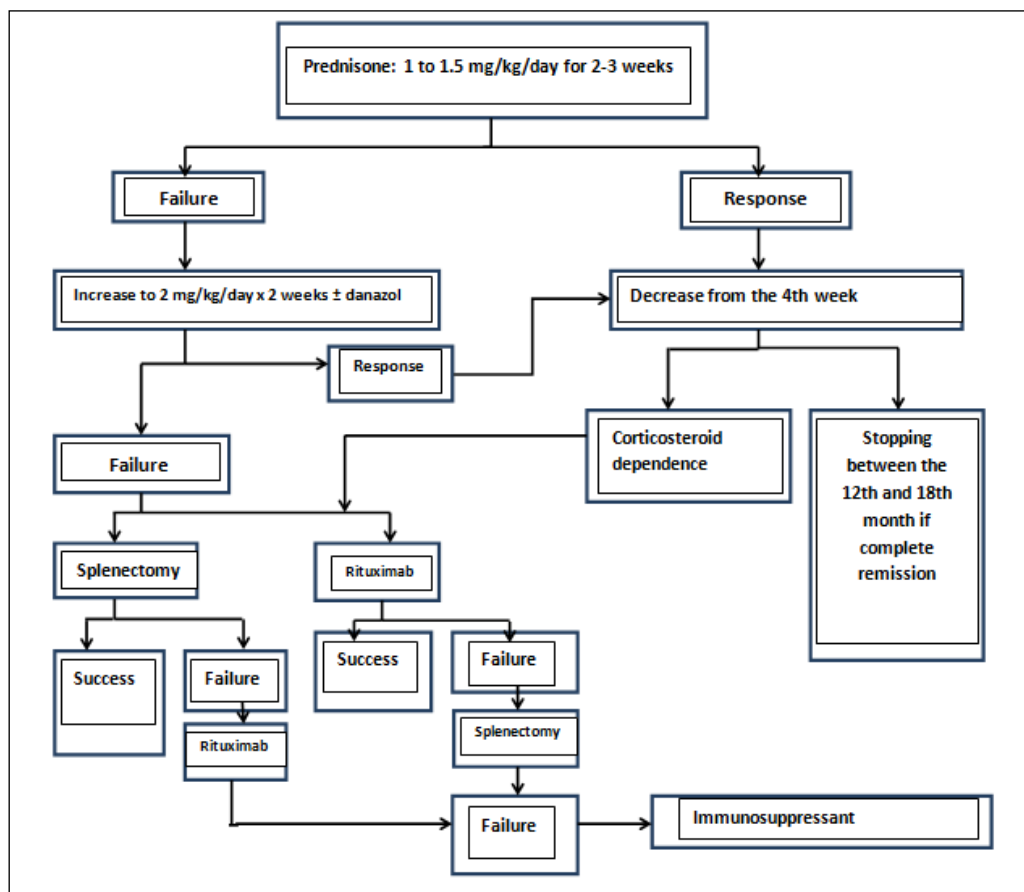 Prednisone: 1 to 1.5 mg/kg/day for 2-3 weeks
Failure
Response
Increase to 2 mg/kg/day x 2 weeks ± danazol
Decrease from the 4th week
Response
Corticosteroid
dependence
Stopping
between the
12th and 18th
month if
complete
remission
Failure
Splenectomy
Rituximab
Success
Failure
Success
Failure
Rituximab
Splenectomy
Failure
Immunosuppressant